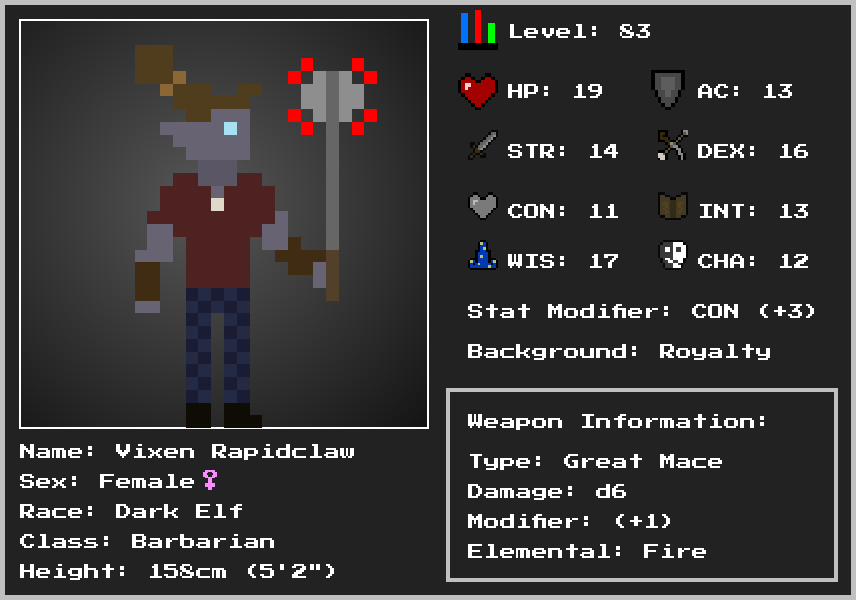 Level: 83
HP: 19
AC: 13
STR: 14
DEX: 16
CON: 11
INT: 13
WIS: 17
CHA: 12
Stat Modifier: CON (+3)
Background: Royalty
Weapon Information:
Type: Great Mace
Damage: d6
Modifier: (+1)
Elemental: Fire
Name: Vixen Rapidclaw
Sex: Female♀
Race: Dark Elf
Class: Barbarian
Height: 158cm (5'2")